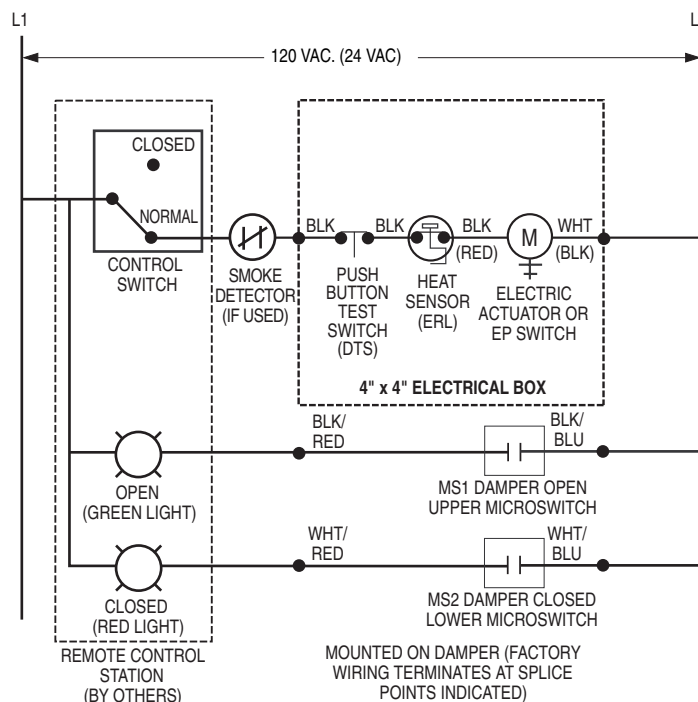 L1
L
120 VAC. (24 VAC)
CLOSED
NORMAL
CONTROL
SWITCH
SMOKE
DETECTOR
(IF USED)
BLK
BLK
BLK
(RED)
WHT
(BLK)
M
PUSH
BUTTON
TEST
SWITCH
(DTS)
HEAT
SENSOR
(ERL)
ELECTRIC
ACTUATOR OR
EP SWITCH
4" x 4" ELECTRICAL BOX
BLK/
RED
BLK/
BLU
OPEN
(GREEN LIGHT)
MS1 DAMPER OPEN
UPPER MICROSWITCH
WHT/
RED
WHT/
BLU
CLOSED
(RED LIGHT)
MS2 DAMPER CLOSED
LOWER MICROSWITCH
REMOTE CONTROL
STATION
(BY OTHERS)
MOUNTED ON DAMPER (FACTORY
WIRING TERMINATES AT SPLICE
POINTS INDICATED)